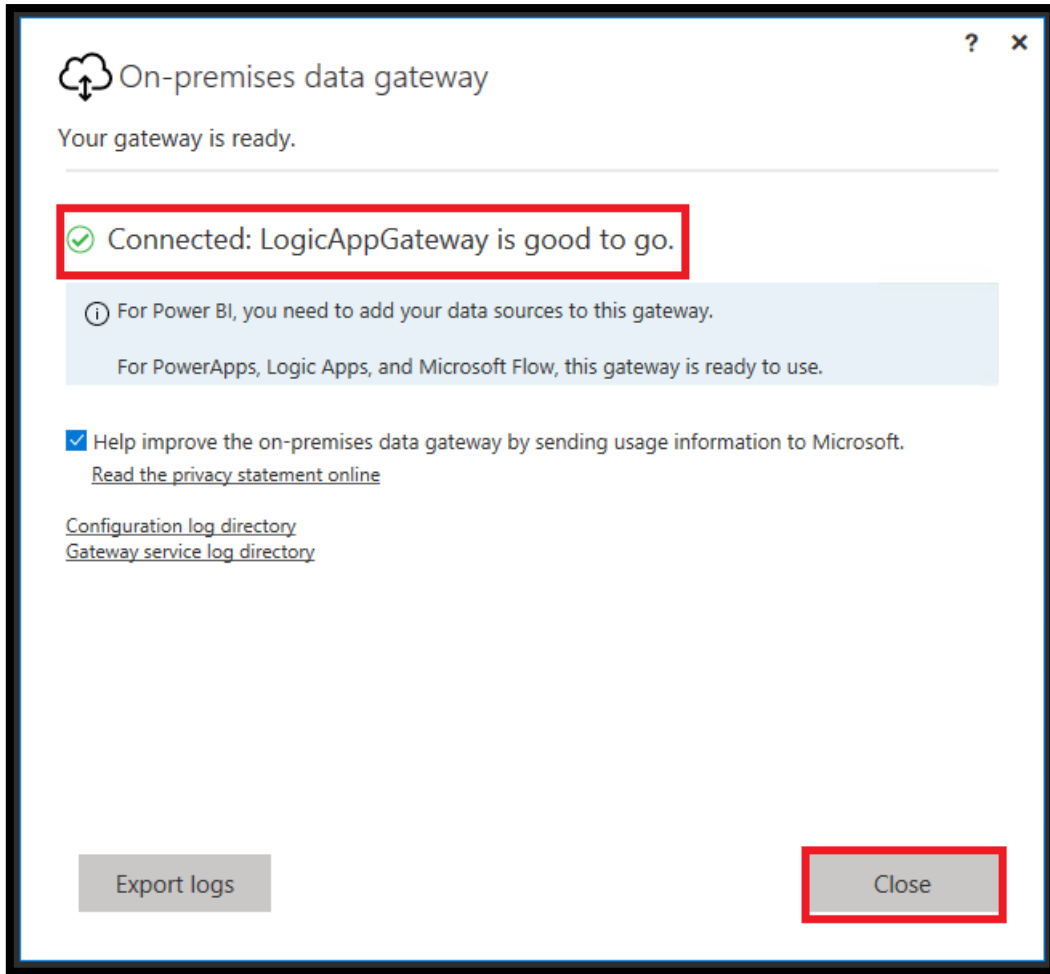 ? ×
On-premises data gateway
Your gateway is ready.
Connected: LogicAppGateway is good to go.
For Power BI, you need to add your data sources to this gateway.
For PowerApps, Logic Apps, and Microsoft Flow, this gateway is ready to use.
Help improve the on-premises data gateway by sending usage information to Microsoft.
Read the privacy statement online
Configuration log directory
Gateway service log directory
Export logs
Close